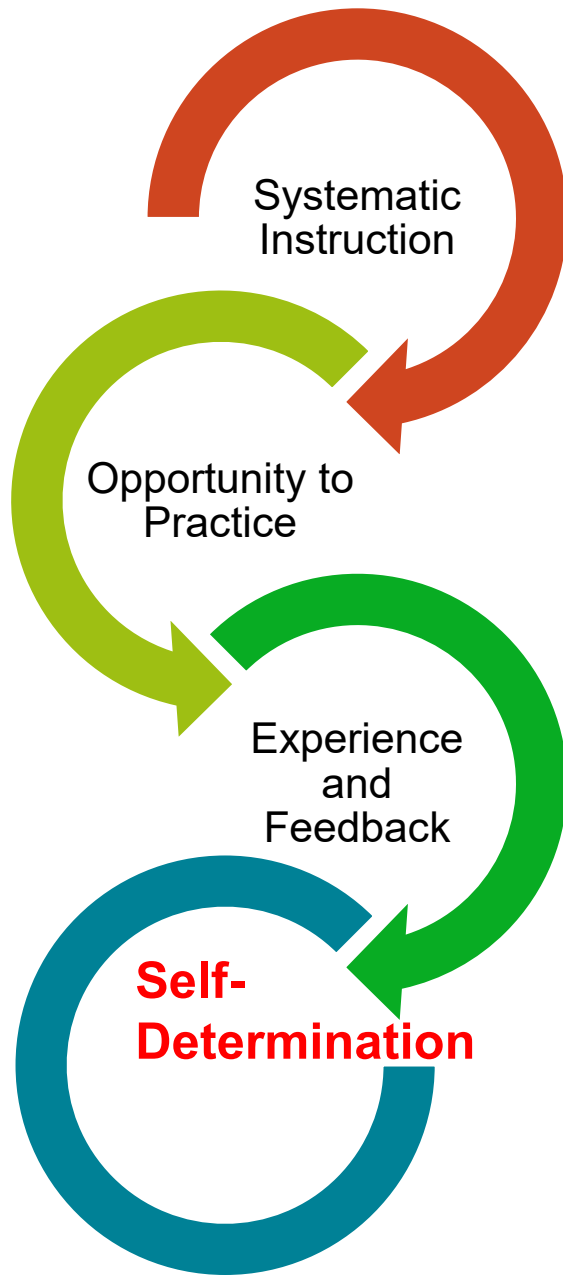 Systematic
Instruction
Opportunity to
Practice
Experience
and
Feedback
Self-
Determination